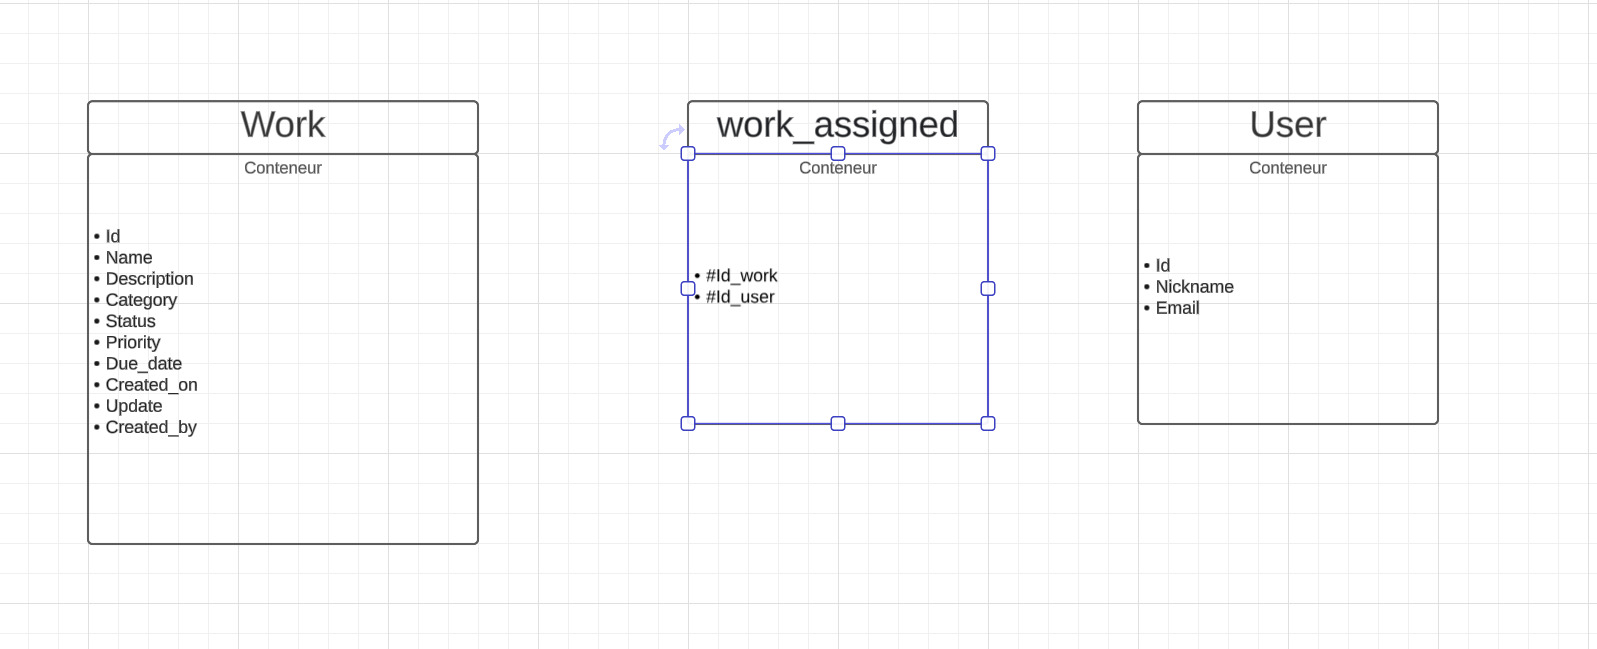 Work
Conteneur
• Id
• Name
• Description
• Category
• Status
• Priority
• Due_date
• Created_on
• Update
• Created_by
work_assigned
Conteneur
• #Id_work
• #Id_user
User
Conteneur
• Id
• Nickname
• Email